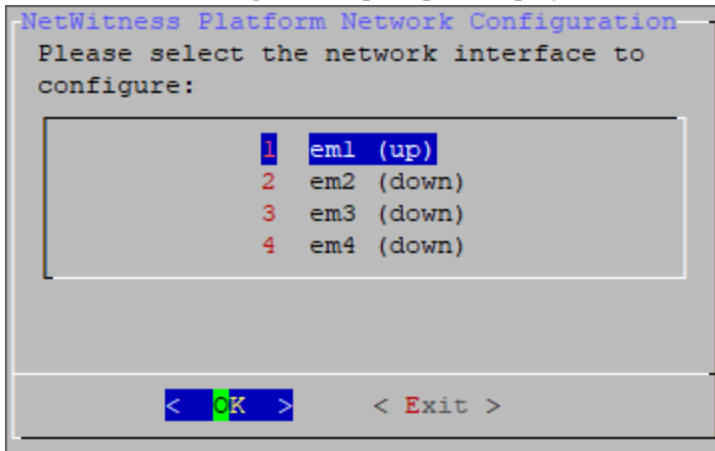 NetWitness Platform Network Configuration
Please select the network interface to
configure:
1 em1 (up)
2 em2 (down)
3 em3 (down)
4 em4 (down)
< OK > < Exit >